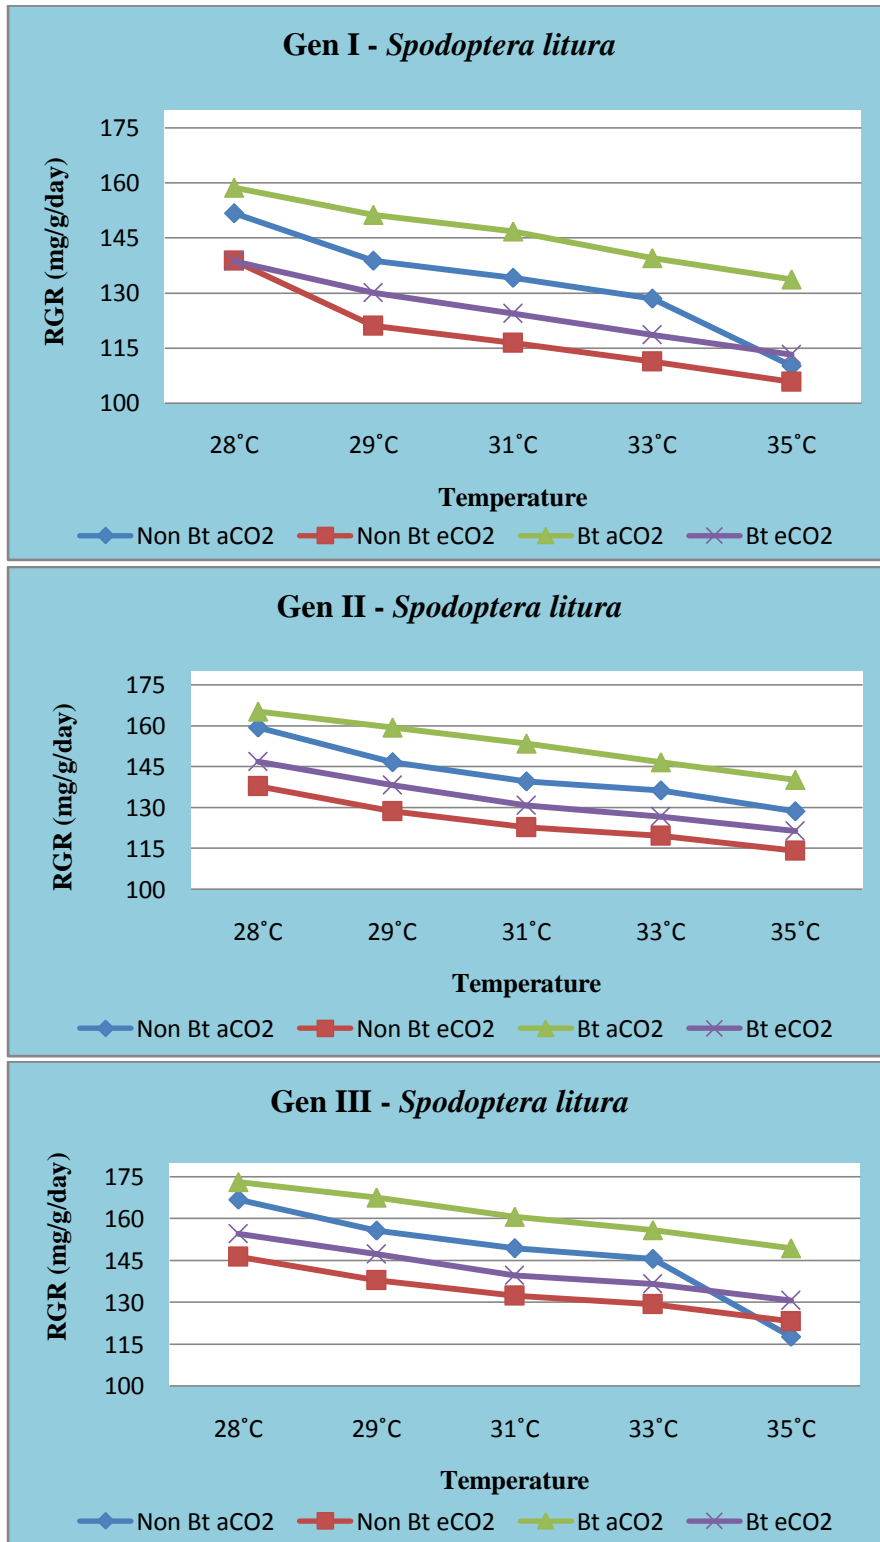 Gen I - Spodoptera litura
RGR (mg/g/day)
175
160
145
130
115
100
28˚C 29˚C 31˚C 33˚C 35˚C
Temperature
Non Bt aCO2 Non Bt eCO2 Bt aCO2 Bt eCO2
Gen II - Spodoptera litura
RGR (mg/g/day)
175
160
145
130
115
100
28˚C 29˚C 31˚C 33˚C 35˚C
Temperature
Non Bt aCO2 Non Bt eCO2 Bt aCO2 Bt eCO2
Gen III - Spodoptera litura
RGR (mg/g/day)
175
160
145
130
115
100
28˚C 29˚C 31˚C 33˚C 35˚C
Temperature
Non Bt aCO2 Non Bt eCO2 Bt aCO2 Bt eCO2